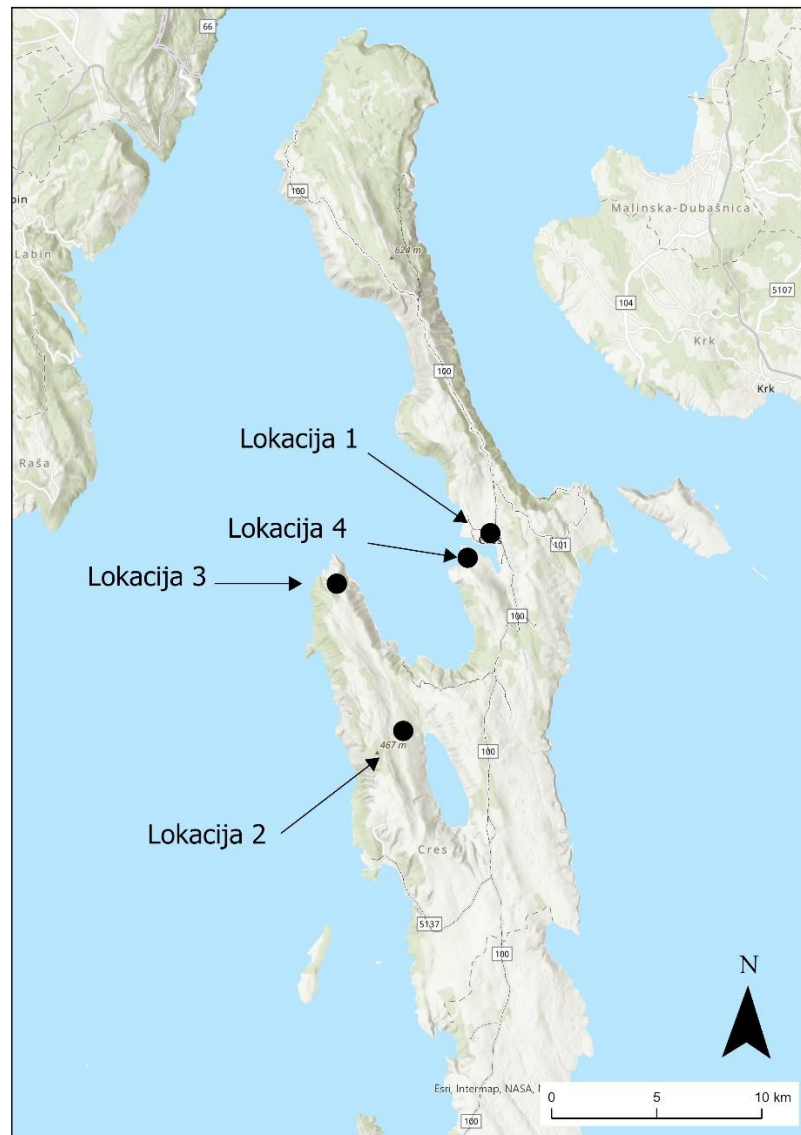 66
190
624 m
Malinska-Dubašnica
Labin
5107
104
Krk
Krk
100
Lokacija 1
Raša
Lokacija 4
101
Lokacija 3
100
467 m
100
Lokacija 2
Cres
5137
100
N
Esri, Intermap, NASA,
0 5 10 km
100